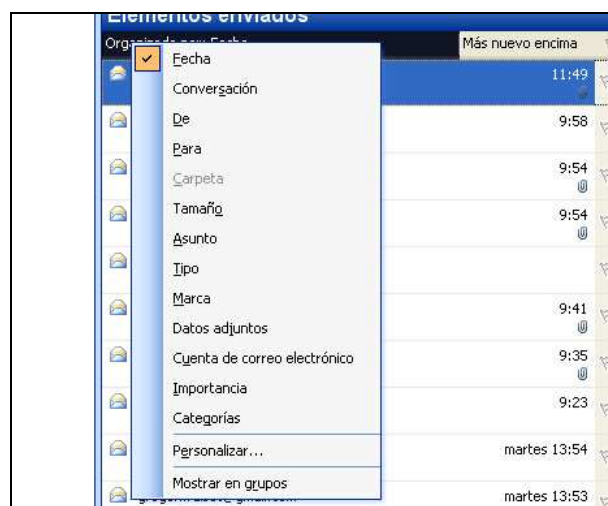 Elementos enviados
Más nuevo encima
Fecha
11:49
Conversación
De
9:58
Para
9:54
Carpeta
Tamaño
9:54
Asunto
Tipo
Marca
9:41
Datos adjuntos
Cuenta de correo electrónico
9:35
Importancia
9:23
Categorías
Personalizar...
martes 13:54
Mostrar en grupos
martes 13:53